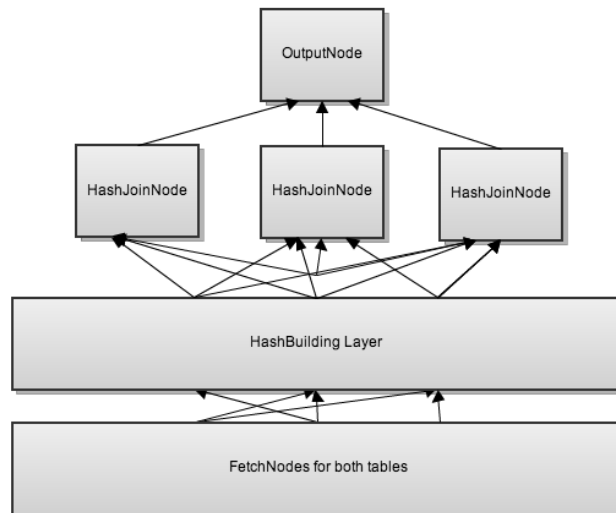 OutputNode
HashJoinNode
HashJoinNode
HashJoinNode
HashBuilding Layer
FetchNodes for both tables